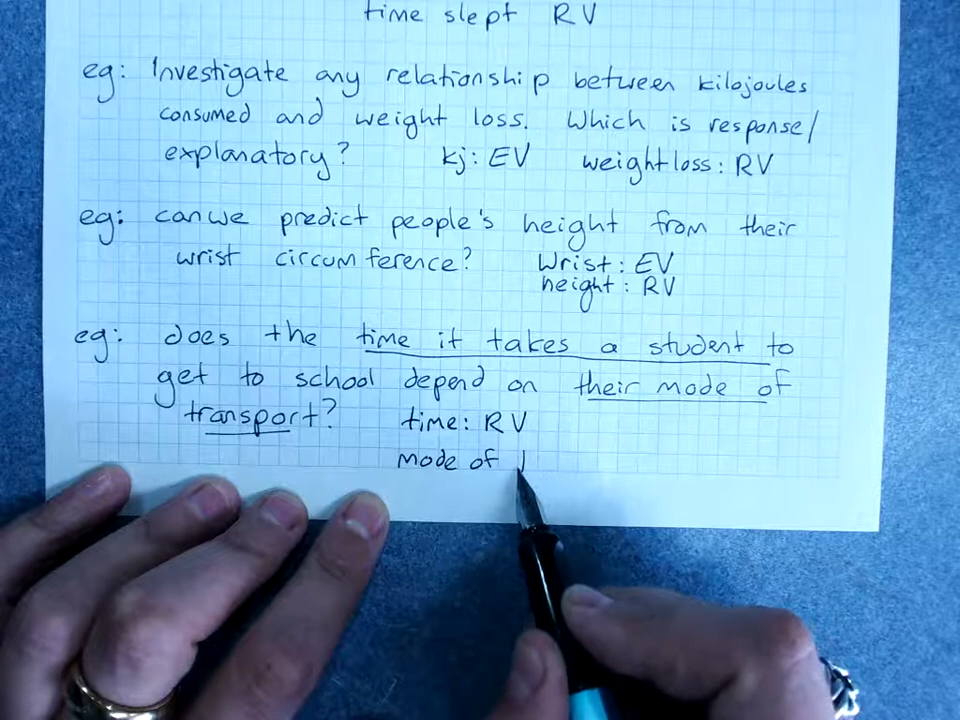 time slept RV
eg: Investigate any relationship between kilojoules
consumed and weight loss. Which is response/
explanatory? kj: EV weightloss: RV
eg: can we predict people's height from their
wrist circumference? Wrist: EV
height: RV
eg: does the time it takes a student to
get to school depend on their mode of
transport? time: RV
mode of